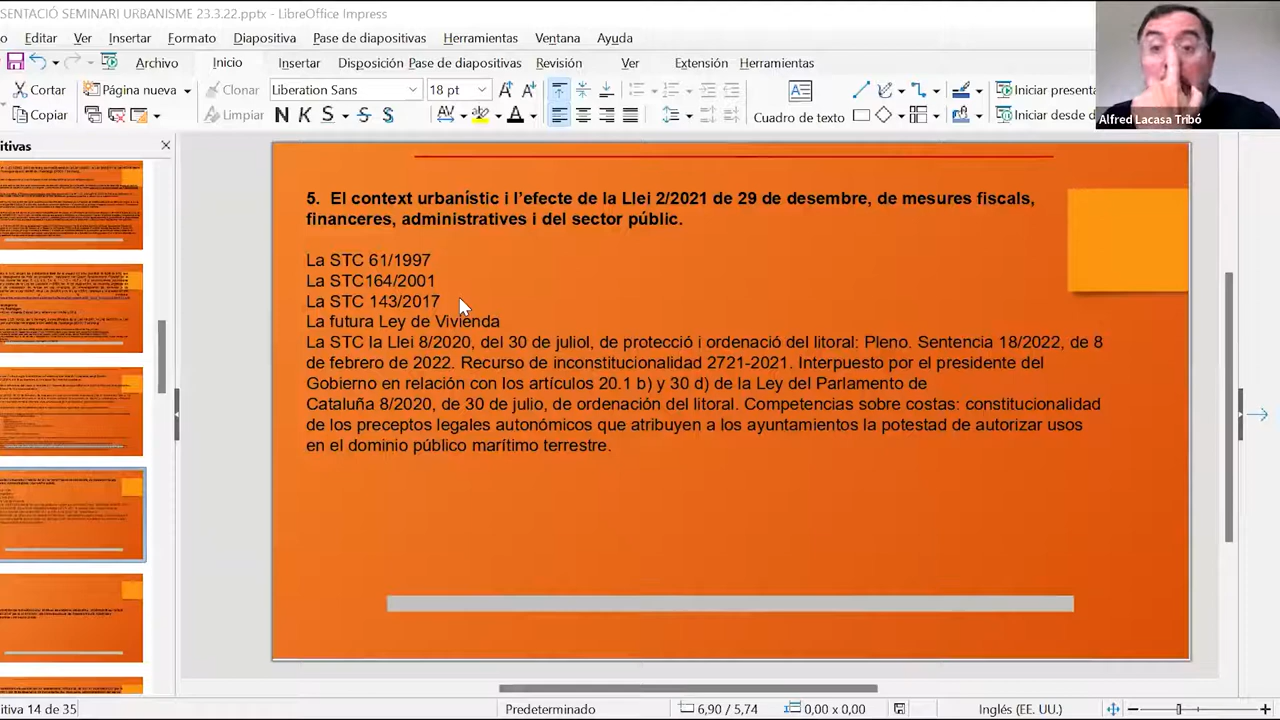 SENTACIÓ SEMINARI URBANISME 23.3.22.pptx - LibreOffice Impress
o Editar Ver Insertar Formato Diapositiva Pase de diapositivas Herramientas Ventana Ayuda
Archivo Inicio Insertar Disposición Pase de diapositivas Revisión Ver Extensión Herramientas
Cortar Página nueva Clonar Liberation Sans 18 pt Cuadro de texto Iniciar present
Copiar Limpiar N K S S S Iniciar desde d
Alfred Lacasa Tribó
itivas
5. El context urbanístic i l'efecte de la Llei 2/2021 de 29 de desembre, de mesures fiscals,
financeres, administratives i del sector públic.
La STC 61/1997
La STC164/2001
La STC 143/2017
La futura Ley de Vivienda
La STC la Llei 8/2020, del 30 de juliol, de protecció i ordenació del litoral: Pleno. Sentencia 18/2022, de 8
de febrero de 2022. Recurso de inconstitucionalidad 2721-2021. Interpuesto por el presidente del
Gobierno en relación con los artículos 20.1 b) y 30 d) de la Ley del Parlamento de
Cataluña 8/2020, de 30 de julio, de ordenación del litoral. Competencias sobre costas: constitucionalidad
de los preceptos legales autonómicos que atribuyen a los ayuntamientos la potestad de autorizar usos
en el dominio público marítimo terrestre.
itiva 14 de 35 Predeterminado 6,90 / 5,74 0,00 x 0,00 Inglés (EE. UU.)